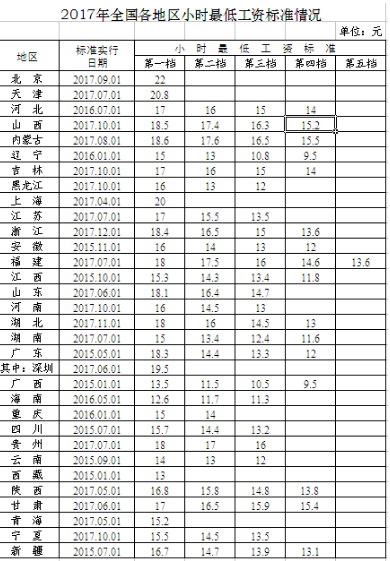 2017年全国各地区小时最低工资标准情况
单位：元
地区 标准实行日期 小时最低工资标准
第一档 第二档 第三档 第四档 第五档
北京 2017.09.01 22
天津 2017.07.01 20.8
河北 2016.07.01 17 16 15 14
山西 2017.10.01 18.5 17.4 16.3 15.2
内蒙古 2017.08.01 18.6 17.6 16.5 15.5
辽宁 2016.01.01 15 13 10.8 9.5
吉林 2017.10.01 17 16 15 14
黑龙江 2017.10.01 16 13 12
上海 2017.04.01 20
江苏 2017.07.01 17 15.5 13.5
浙江 2017.12.01 18.4 16.5 15 13.6
安徽 2015.11.01 16 14 13 12
福建 2017.07.01 18 17.5 16 14.6 13.6
江西 2015.10.01 15.3 14.3 13.4 11.8
山东 2017.06.01 18.1 16.4 14.7
河南 2017.10.01 16 14.5 13
湖北 2017.11.01 18 16 14.5 13
湖南 2017.07.01 15 13.4 12.4 11.6
广东 2015.05.01 18.3 14.4 13.3 12
其中：深圳 2017.06.01 19.5
广西 2015.01.01 13.5 11.5 10.5 9.5
海南 2016.05.01 12.6 11.7 11.3
重庆 2016.01.01 15 14
四川 2015.07.01 15.7 14.4 13.2
贵州 2017.07.01 18 17 16
云南 2015.09.01 14 13 12
西藏 2015.01.01 13
陕西 2017.05.01 16.8 15.8 14.8 13.8
甘肃 2017.06.01 17 16.5 15.9 15.4
青海 2017.05.01 15.2
宁夏 2017.10.01 15.5 14.5 13.5
新疆 2015.07.01 16.7 14.7 13.9 13.1